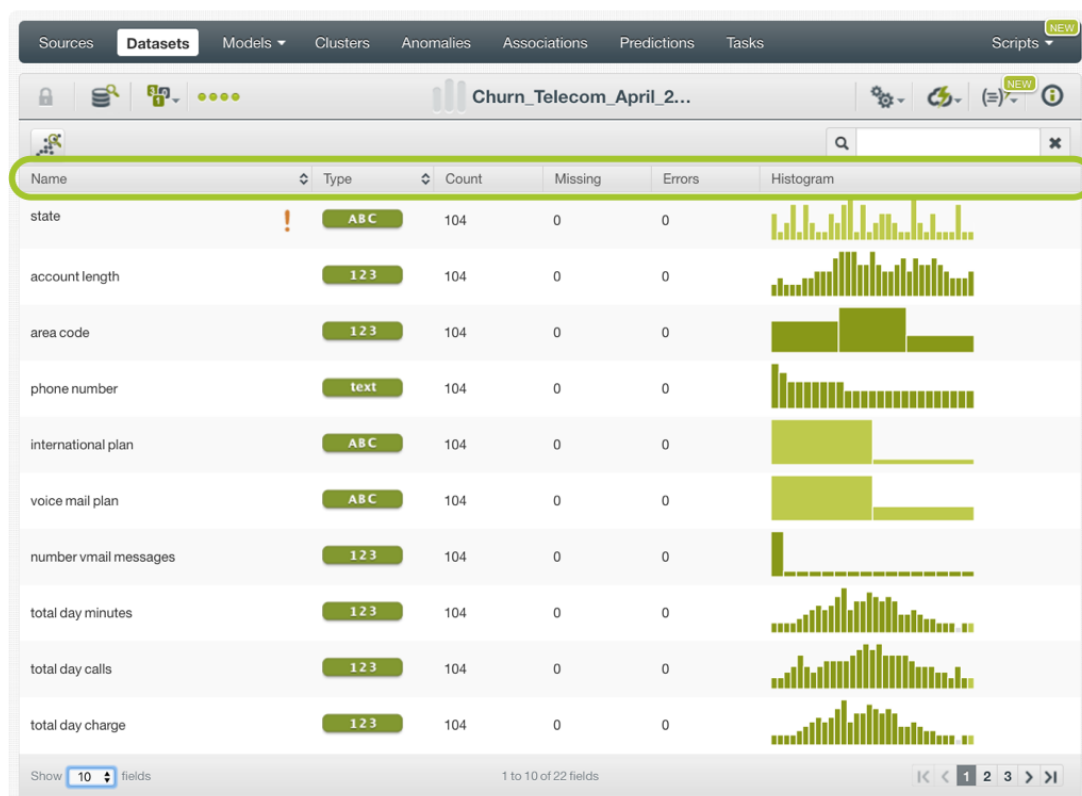 NEW
Sources Datasets Models Clusters Anomalies Associations Predictions Tasks Scripts
Churn_Telecom_April_2... (=) NEW
Name Type Count Missing Errors Histogram
state ! ABC 104 0 0
account length 123 104 0 0
area code 123 104 0 0
phone number text 104 0 0
international plan ABC 104 0 0
voice mail plan ABC 104 0 0
number vmail messages 123 104 0 0
total day minutes 123 104 0 0
total day calls 123 104 0 0
total day charge 123 104 0 0
Show 10 fields 1 to 10 of 22 fields 1 2 3